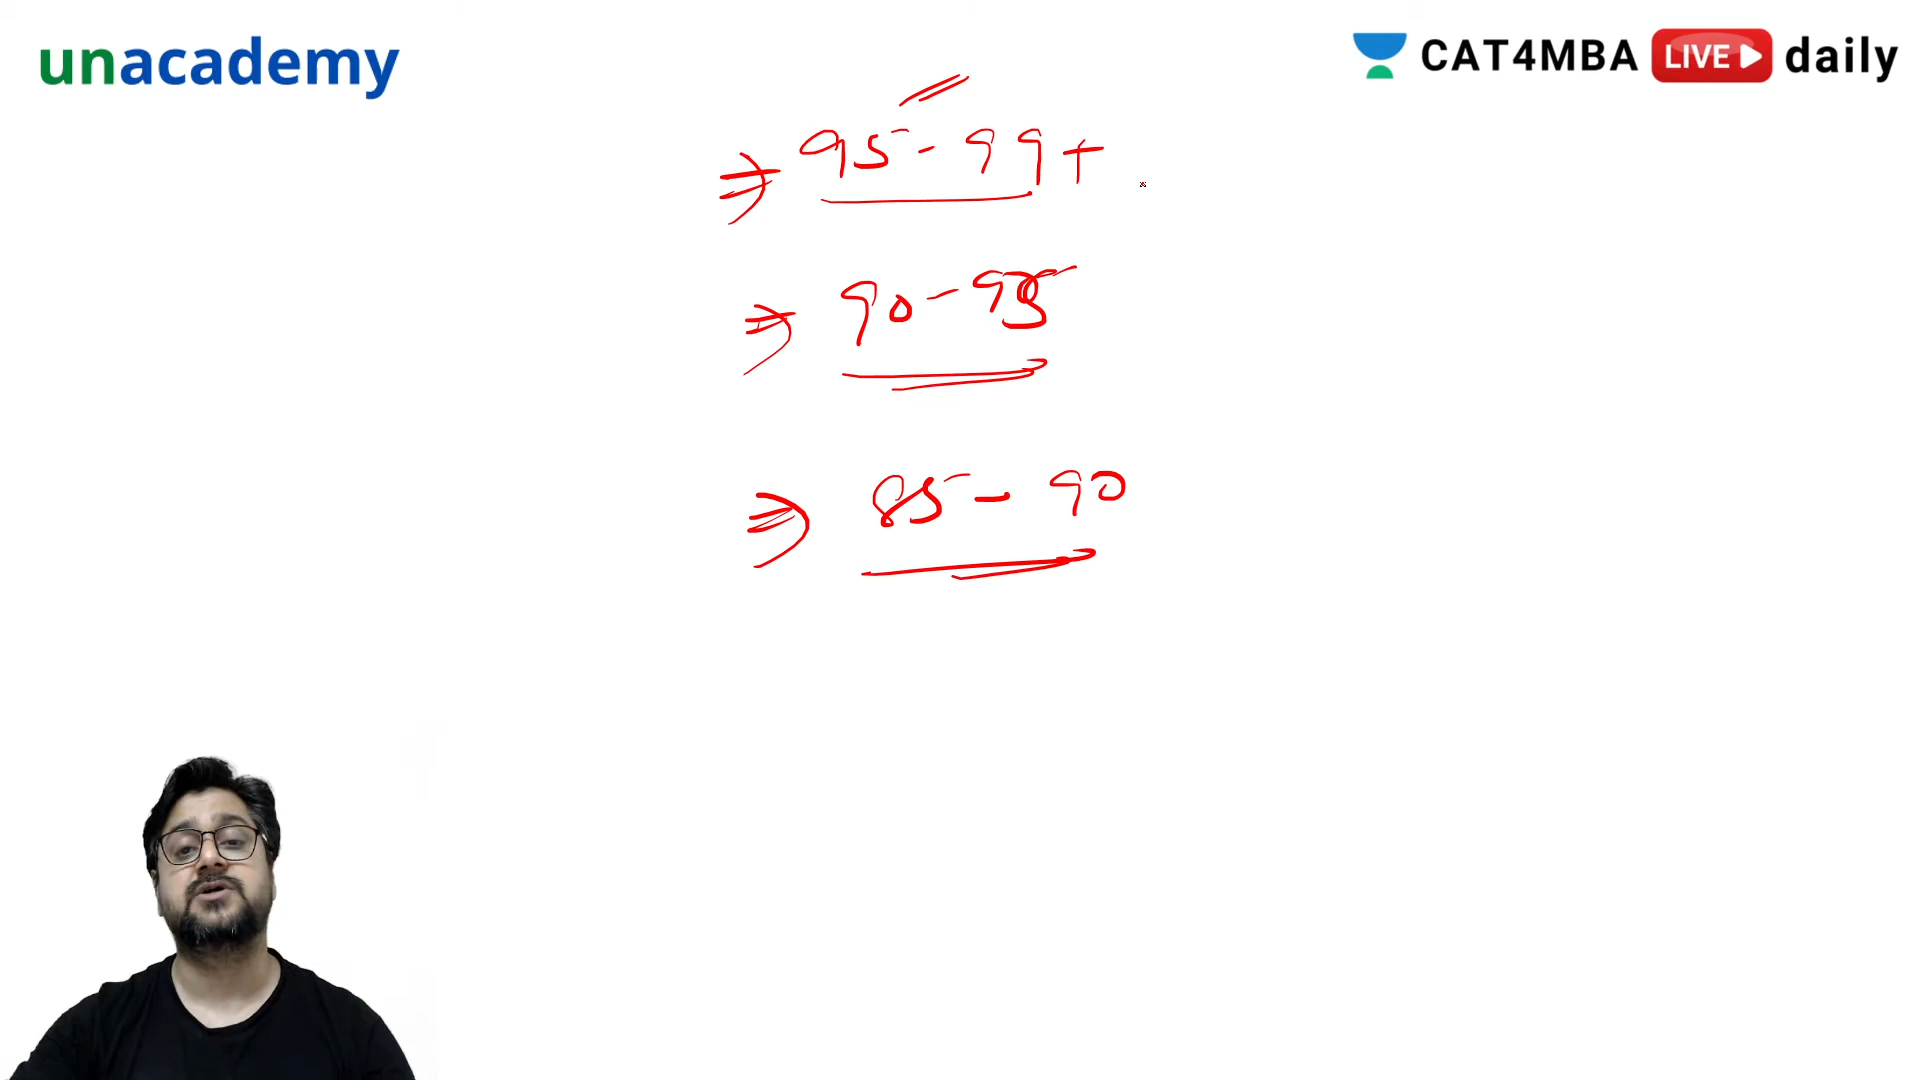 unacademy
CAT4MBA LIVE daily
⇒ 95 - 99+
⇒ 90 - 95
⇒ 85 - 90